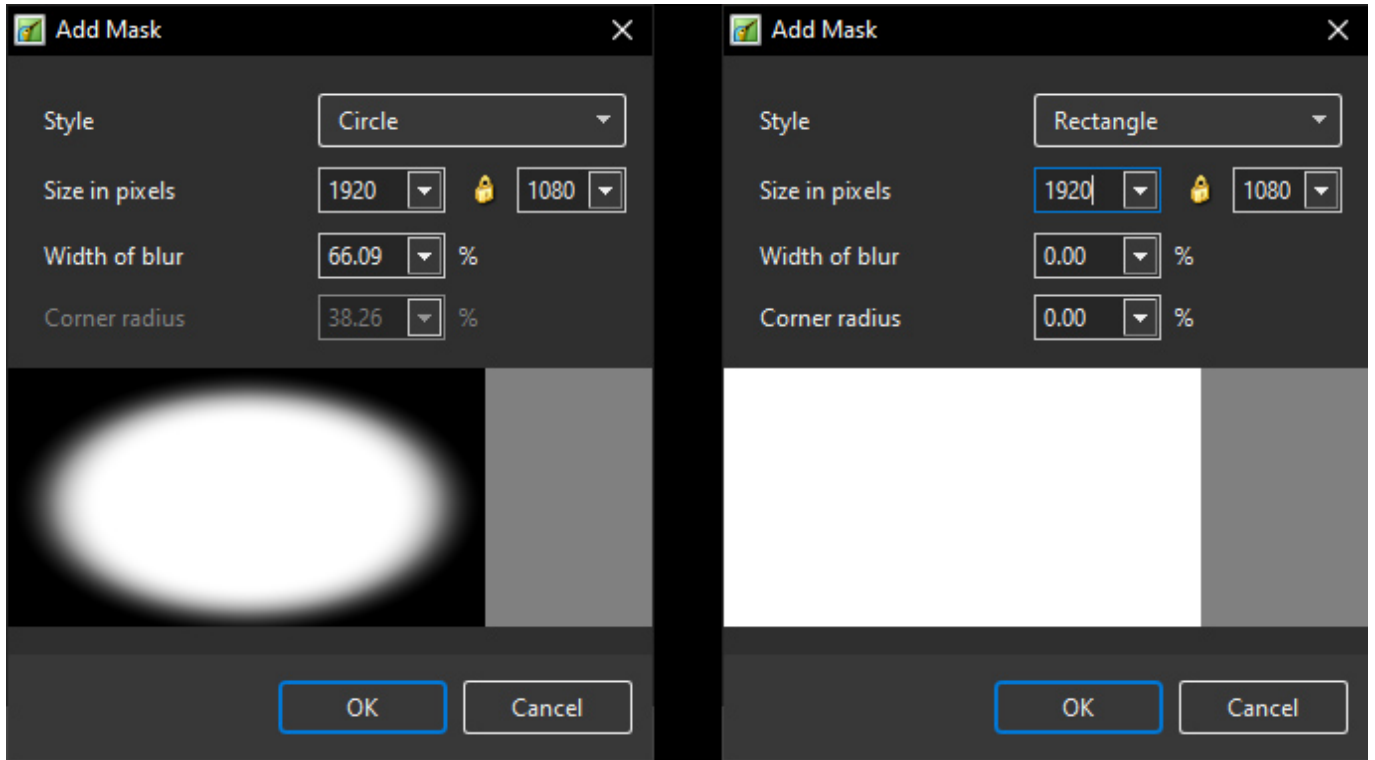 Add Mask
Style Circle
Size in pixels 1920 1080
Width of blur 66.09 %
Corner radius 38.26 %
OK Cancel
Add Mask
Style Rectangle
Size in pixels 1920 1080
Width of blur 0.00 %
Corner radius 0.00 %
OK Cancel